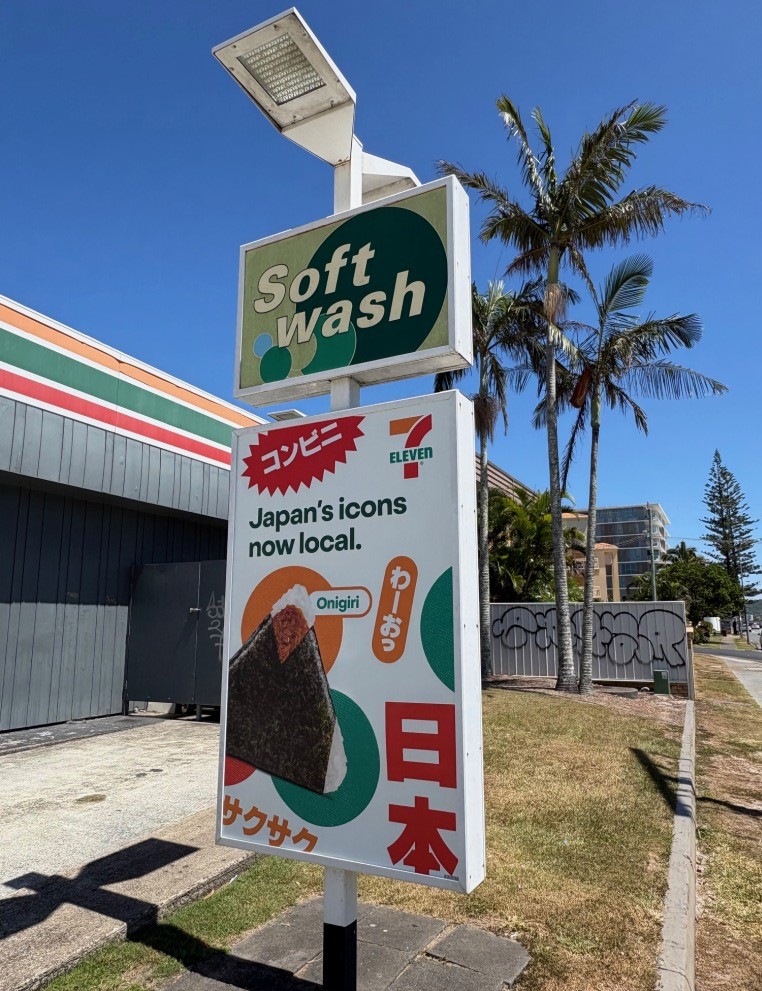 Soft
wash
コンビニ
7
ELEVEN
Japan's icons
now local.
Onigiri
わーおっ
日本
サクサク